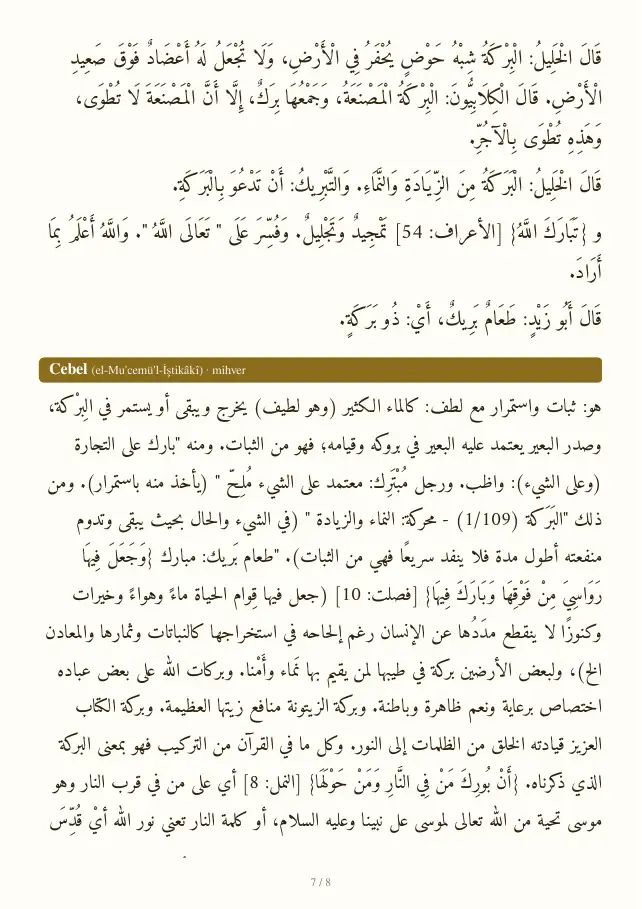 قَالَ الْخَلِيلُ: الْبِرْكَةُ شِبْهُ حَوْضٍ يُحْفَرُ فِي الْأَرْضِ، وَلَا تُجْعَلُ لَهُ أَعْضَادٌ فَوْقَ صَعِيدِ
الْأَرْضِ. قَالَ الْكِلَابِيُّونَ: الْبِرْكَةُ الْمَصْنَعَةُ، وَجَمْعُهَا بِرَكٌ، إِلَّا أَنَّ الْمَصْنَعَةَ لَا تُطْوَى،
وَهَذِهِ تُطْوَى بِالْآجُرِّ.
قَالَ الْخَلِيلُ: الْبَرَكَةُ مِنَ الزِّيَادَةِ وَالنَّمَاءِ. وَالتَّبْرِيكُ: أَنْ تَدْعُوَ بِالْبَرَكَةِ.
و {تَبَارَكَ اللَّهُ} [الأعراف: 54] تَمْجِيدٌ وَتَجْلِيلٌ. وَفُسِّرَ عَلَى " تَعَالَى اللَّهُ ". وَاللَّهُ أَعْلَمُ بِمَا
أَرَادَ.
قَالَ أَبُو زَيْدٍ: طَعَامٌ بَرِيكٌ، أَيْ: ذُو بَرَكَةٍ.
Cebel (el-Mu'cemü'l-İştikâkî) · mihver
هو: ثبات واستمرار مع لطف: كالماء الكثير (وهو لطيف) يخرج ويبقى أو يستمر في البِرْكة،
وصدر البعير يعتمد عليه البعير في بروكه وقيامه؛ فهو من الثبات. ومنه "بارك على التجارة
(وعلى الشيء): واظب. ورجل مُبْتَرِك: معتمد على الشيء مُلِحّ " (يأخذ منه باستمرار). ومن
ذلك "البَرَكة (1/109) - محركة: النماء والزيادة " (في الشيء والحال بحيث يبقى وتدوم
منفعته أطول مدة فلا ينفد سريعًا فهي من الثبات). "طعام بَرِيك: مبارك {وَجَعَلَ فِيهَا
رَوَاسِيَ مِنْ فَوْقِهَا وَبَارَكَ فِيهَا} [فصلت: 10] (جعل فيها قِوام الحياة ماءً وهواءً وخيرات
وكنوزًا لا ينقطع مدَدُها عن الإنسان رغم إلحاحه في استخراجها كالنباتات وثمارها والمعادن
الخ)، ولبعض الأرضين بركة في طيبها لمن يقيم بها نَماء وأَمْنا. وبركات الله على بعض عباده
اختصاص برعاية ونعم ظاهرة وباطنة. وبركة الزيتونة منافع زيتها العظيمة. وبركة الكتاب
العزيز قيادته الخلق من الظلمات إلى النور. وكل ما في القرآن من التركيب فهو بمعنى البركة
الذي ذكرناه. {أَنْ بُورِكَ مَنْ فِي النَّارِ وَمَنْ حَوْلَهَا} [النمل: 8] أي على من في قرب النار وهو
موسى تحية من الله تعالى لموسى عل نبينا وعليه السلام، أو كلمة النار تعني نور الله أيْ قُدِّسَ
7 / 8